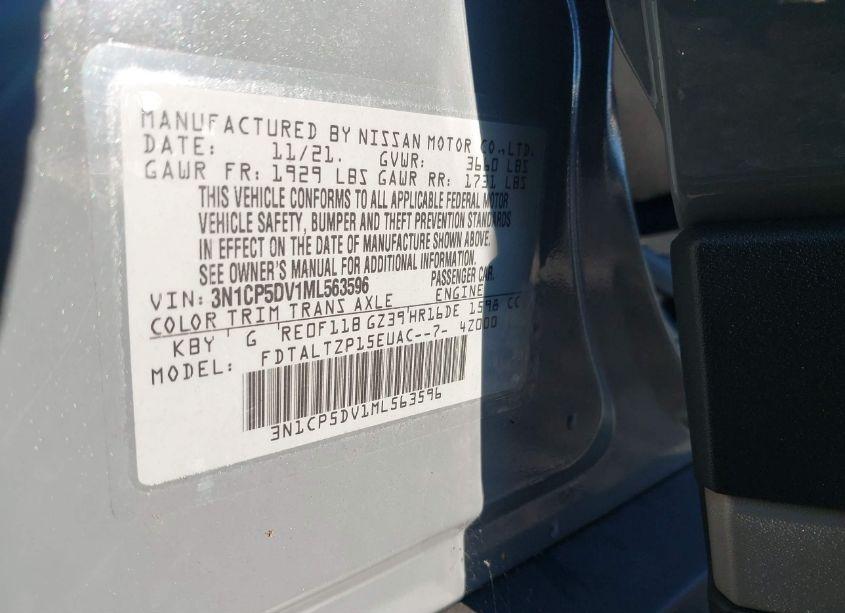 MANUFACTURED BY NISSAN MOTOR CO.,LTD.
DATE: 11/21. GVWR: 3660 LBS
GAWR FR: 1929 LBS GAWR RR: 1731 LBS
THIS VEHICLE CONFORMS TO ALL APPLICABLE FEDERAL MOTOR
VEHICLE SAFETY, BUMPER AND THEFT PREVENTION STANDARDS
IN EFFECT ON THE DATE OF MANUFACTURE SHOWN ABOVE.
SEE OWNER'S MANUAL FOR ADDITIONAL INFORMATION.
VIN: 3N1CP5DV1ML563596 PASSENGER CAR.
COLOR TRIM TRANS AXLE ENGINE
KBY G RE0F11B GZ39 HR16DE 1598 CC
MODEL: FDTALTZP15EUAC--7- 4Z000
3N1CP5DV1ML563596